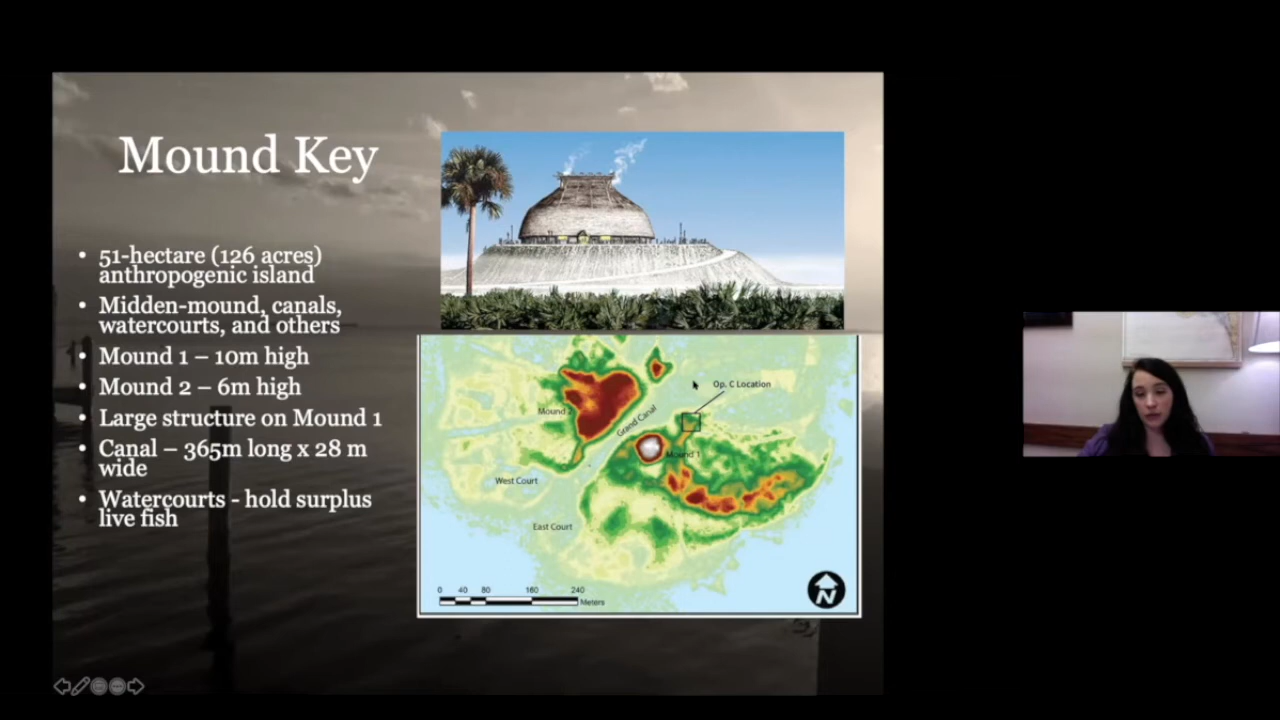 Mound Key
• 51-hectare (126 acres)
anthropogenic island
• Midden-mound, canals,
watercourts, and others
• Mound 1 – 10m high
• Mound 2 – 6m high
• Large structure on Mound 1
• Canal – 365m long x 28 m
wide
• Watercourts - hold surplus
live fish
Op. C Location
Mound
Grand Canal
Mound 1
West Court
East Court
0 40 80 160 240
Meters
N